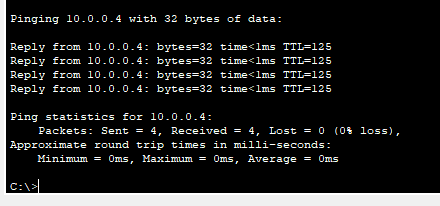 Pinging 10.0.0.4 with 32 bytes of data:
Reply from 10.0.0.4: bytes=32 time<1ms TTL=125
Reply from 10.0.0.4: bytes=32 time<1ms TTL=125
Reply from 10.0.0.4: bytes=32 time<1ms TTL=125
Reply from 10.0.0.4: bytes=32 time<1ms TTL=125
Ping statistics for 10.0.0.4:
Packets: Sent = 4, Received = 4, Lost = 0 (0% loss),
Approximate round trip times in milli-seconds:
Minimum = 0ms, Maximum = 0ms, Average = 0ms
C:\>